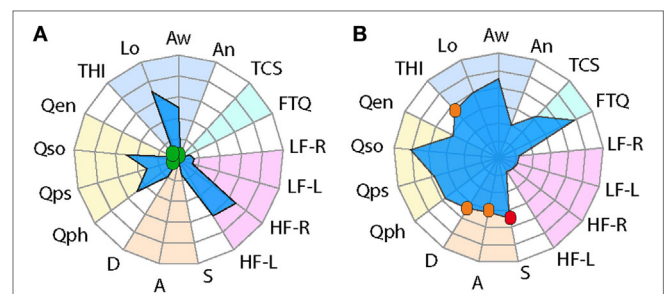 A
Aw
An
TCS
FTQ
LF-R
LF-L
HF-R
HF-L
S
A
D
Qph
Qps
Qso
Qen
THI
Lo
B
Aw
An
TCS
FTQ
LF-R
LF-L
HF-R
HF-L
S
A
D
Qph
Qps
Qso
Qen
THI
Lo